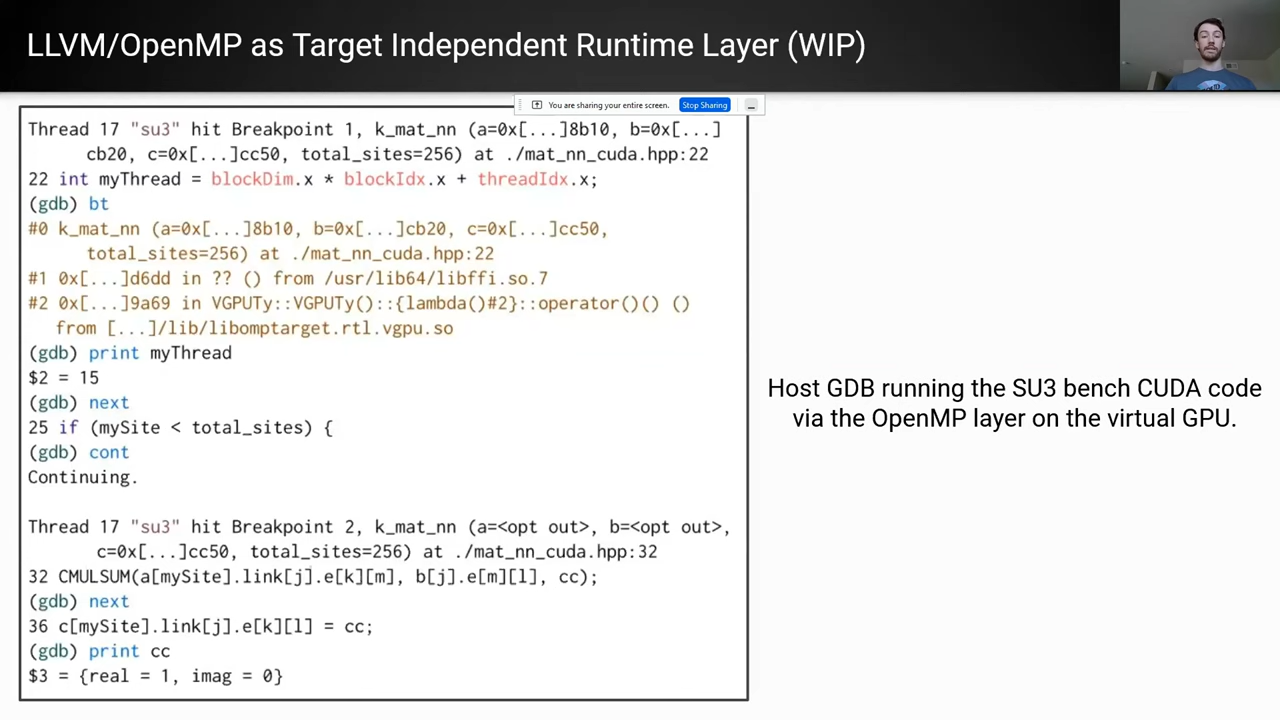 LLVM/OpenMP as Target Independent Runtime Layer (WIP)
You are sharing your entire screen. Stop Sharing
Thread 17 "su3" hit Breakpoint 1, k_mat_nn (a=0x[...]8b10, b=0x[...]
cb20, c=0x[...]cc50, total_sites=256) at ./mat_nn_cuda.hpp:22
22 int myThread = blockDim.x * blockIdx.x + threadIdx.x;
(gdb) bt
#0 k_mat_nn (a=0x[...]8b10, b=0x[...]cb20, c=0x[...]cc50,
total_sites=256) at ./mat_nn_cuda.hpp:22
#1 0x[...]d6dd in ?? () from /usr/lib64/libffi.so.7
#2 0x[...]9a69 in VGPUTy::VGPUTy()::{lambda()#2}::operator()() ()
from [...]/lib/libomptarget.rtl.vgpu.so
(gdb) print myThread
$2 = 15
(gdb) next
25 if (mySite < total_sites) {
(gdb) cont
Continuing.
Thread 17 "su3" hit Breakpoint 2, k_mat_nn (a=<opt out>, b=<opt out>,
c=0x[...]cc50, total_sites=256) at ./mat_nn_cuda.hpp:32
32 CMULSUM(a[mySite].link[j].e[k][m], b[j].e[m][l], cc);
(gdb) next
36 c[mySite].link[j].e[k][l] = cc;
(gdb) print cc
$3 = {real = 1, imag = 0}
Host GDB running the SU3 bench CUDA code
via the OpenMP layer on the virtual GPU.